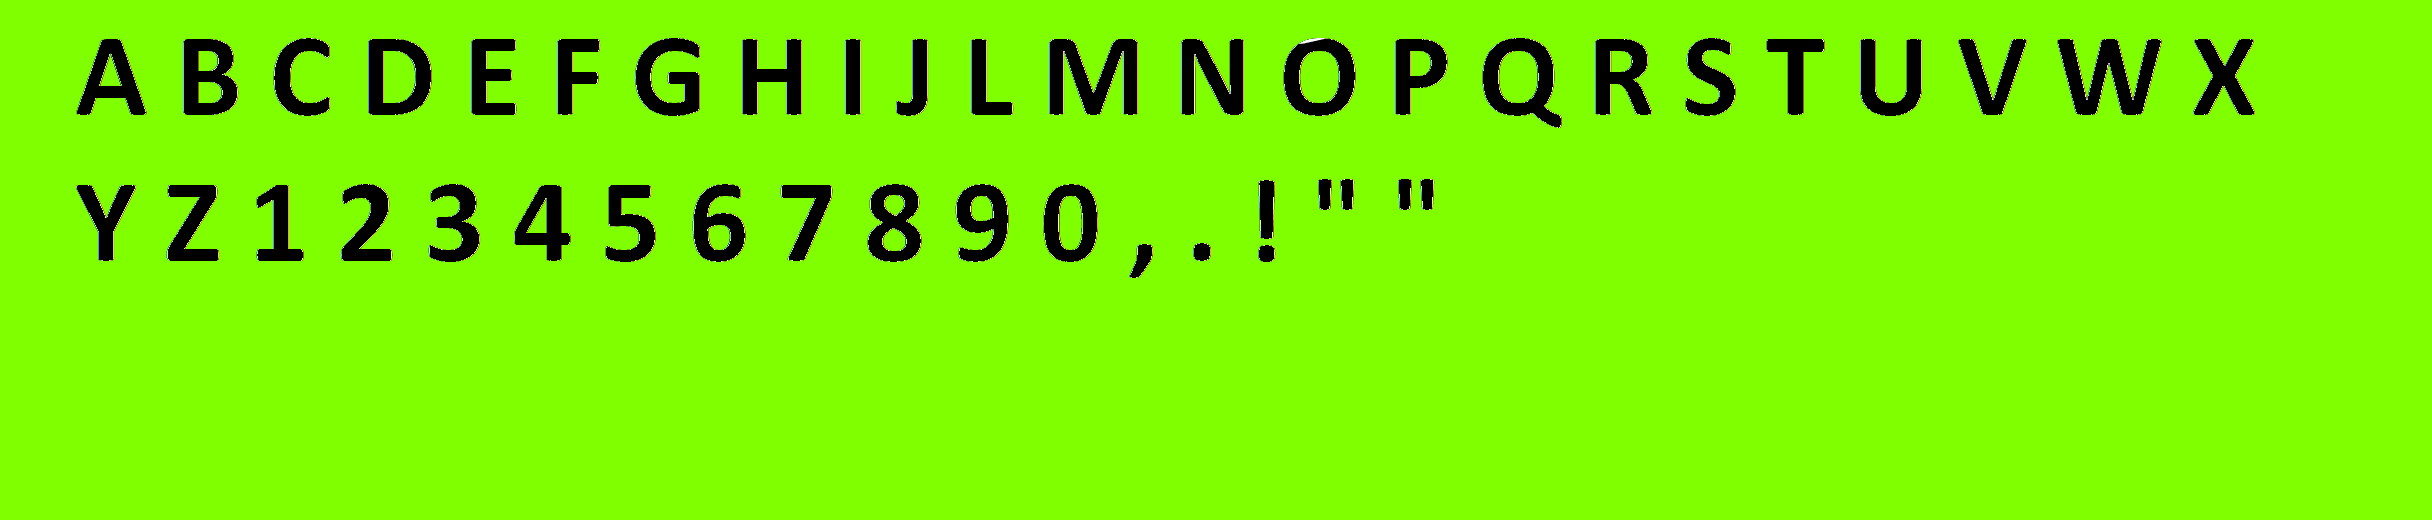 A B C D E F G H I J L M N O P Q R S T U V W X
Y Z 1 2 3 4 5 6 7 8 9 0 , . ! " "